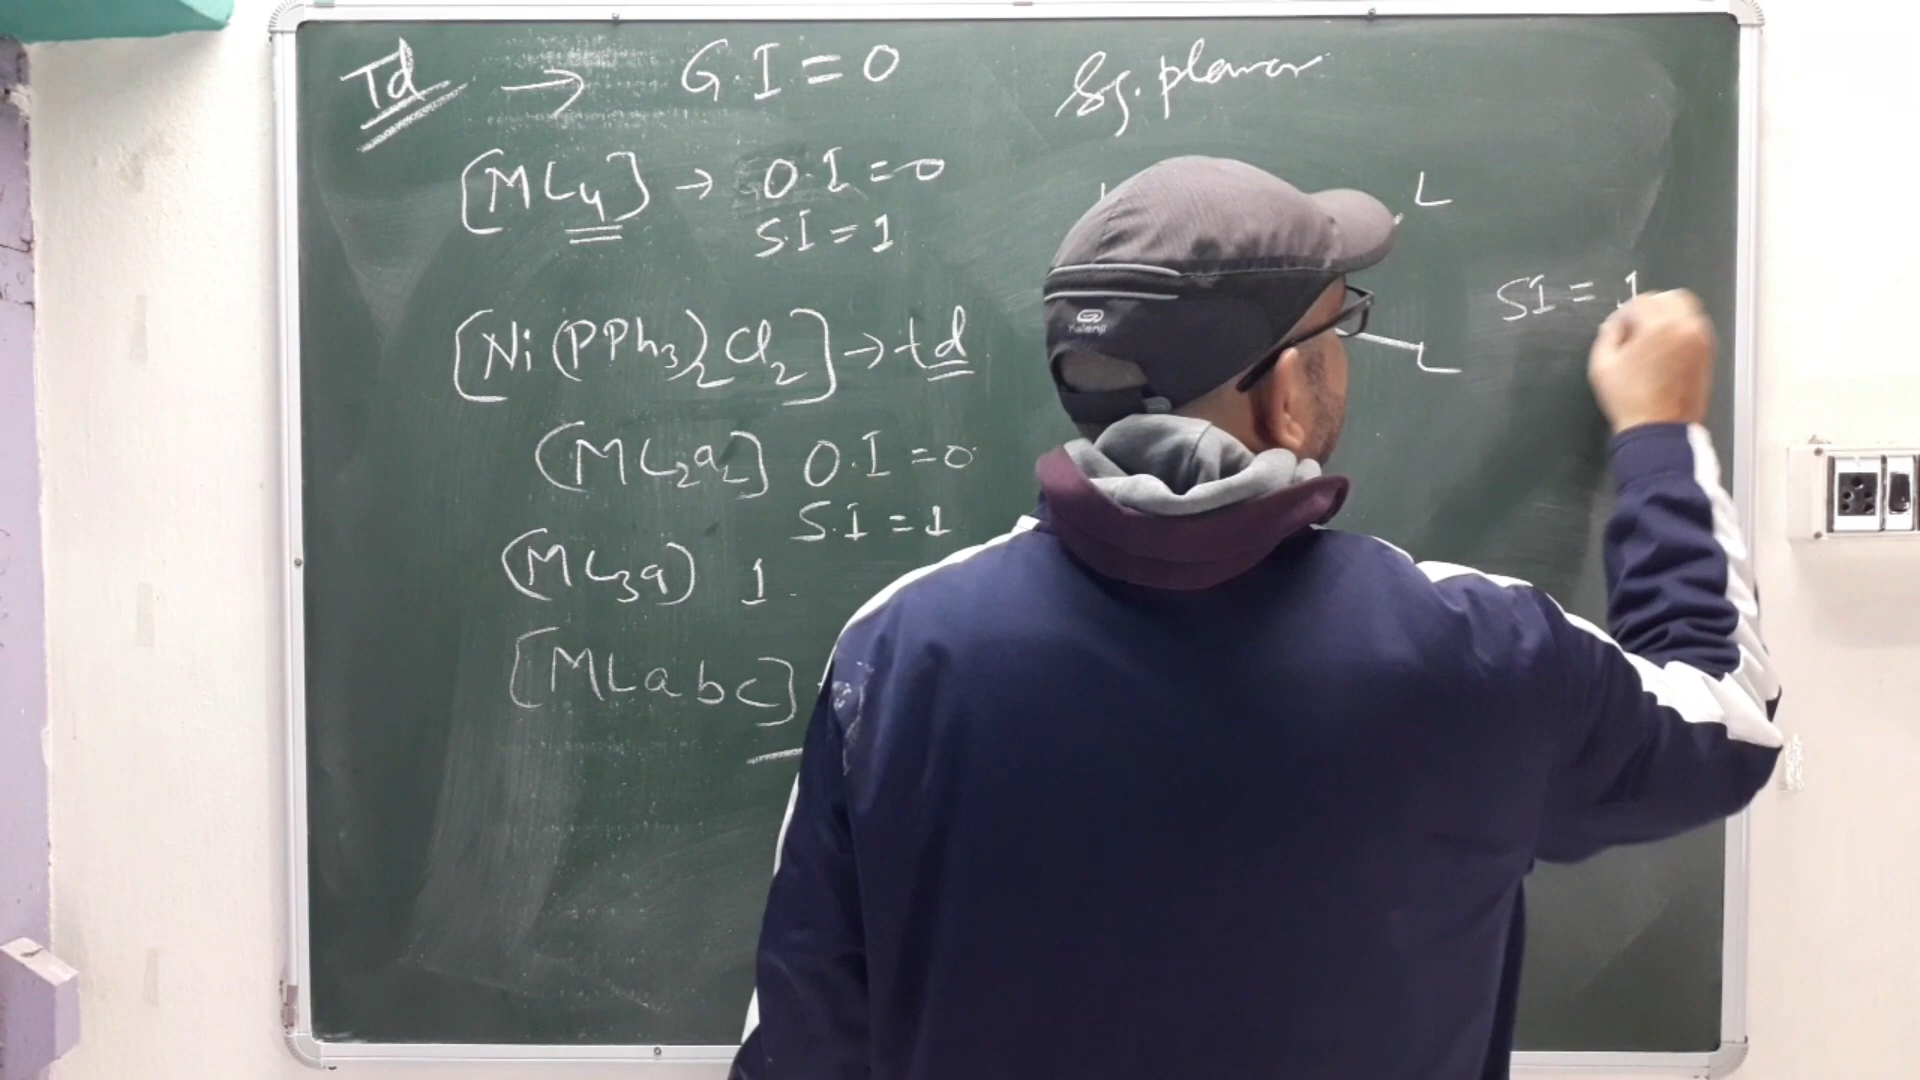 Td → G.I = 0
[ML4] → O.I = 0
S.I = 1
[Ni(PPh3)2Cl2] → td
(ML2a2] O.I = 0
S.I = 1
(ML3a) 1
[MLabc]
Sq. planar
L
SI = 1
L
Kalenji